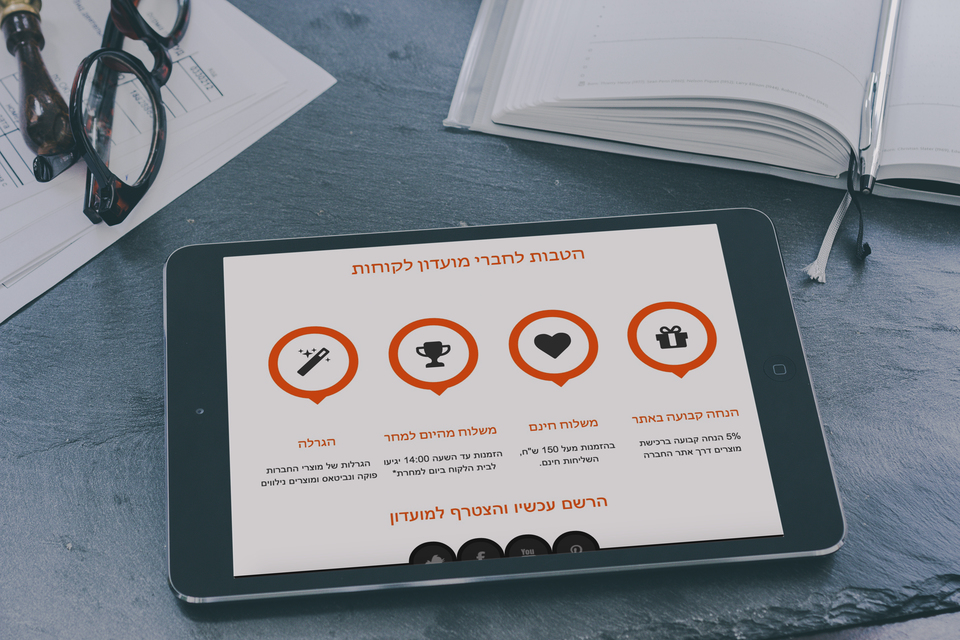 הטבות לחברי מועדון לקוחות
הנחה קבועה באתר
5% הנחה קבועה ברכישת
מוצרים דרך אתר החברה
משלוח חינם
בהזמנות מעל 150 ש"ח,
השליחות חינם.
משלוח מהיום למחר
הזמנות עד השעה 14:00 יגיעו
לבית הלקוח ביום למחרת*
הגרלה
הגרלות של מוצרי החברות
פוקה ונביטאס ומוצרים נילווים
הרשם עכשיו והצטרף למועדון
You